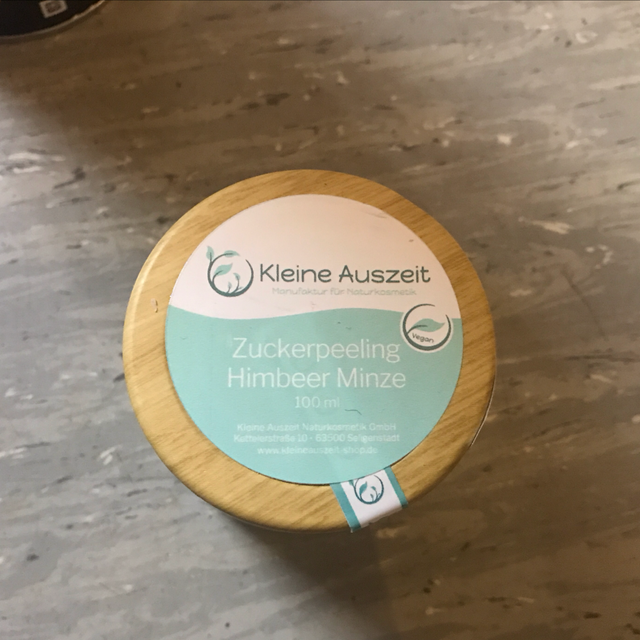 Kleine Auszeit
Manufaktur für Naturkosmetik
Vegan
Zuckerpeeling
Himbeer Minze
100 ml
Kleine Auszeit Naturkosmetik GmbH
10 - 63500 Seligenstadt
www.kleineauszeit-shop.de